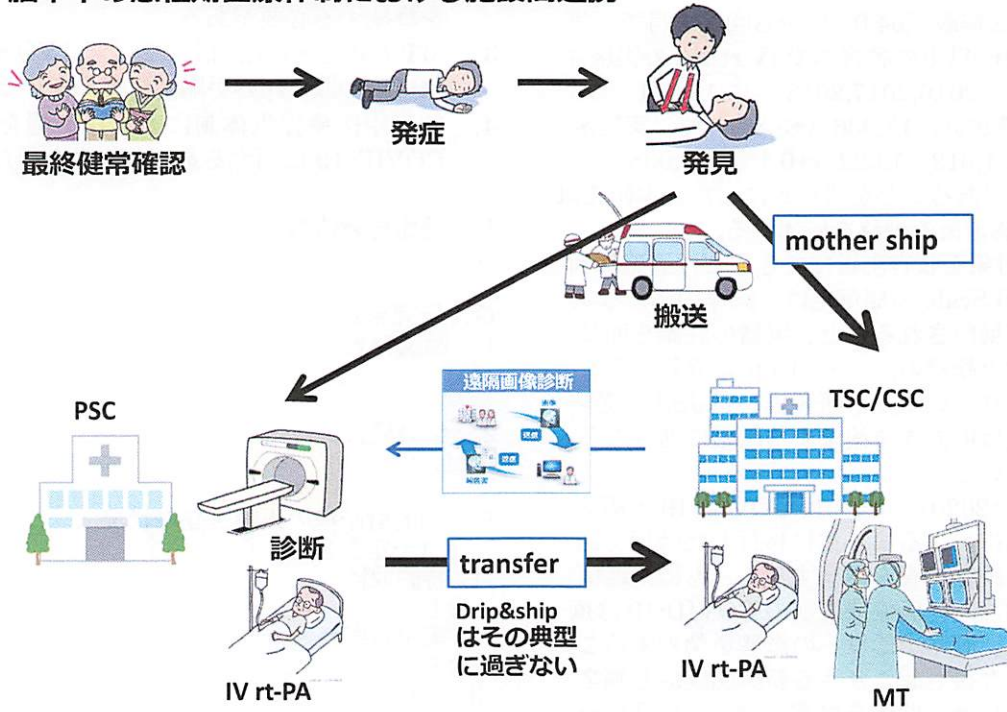 最終健常確認
発症
発見
mother ship
搬送
遠隔画像診断
PSC
TSC/CSC
診断
transfer
Drip&ship
はその典型
に過ぎない
IV rt-PA
IV rt-PA
MT